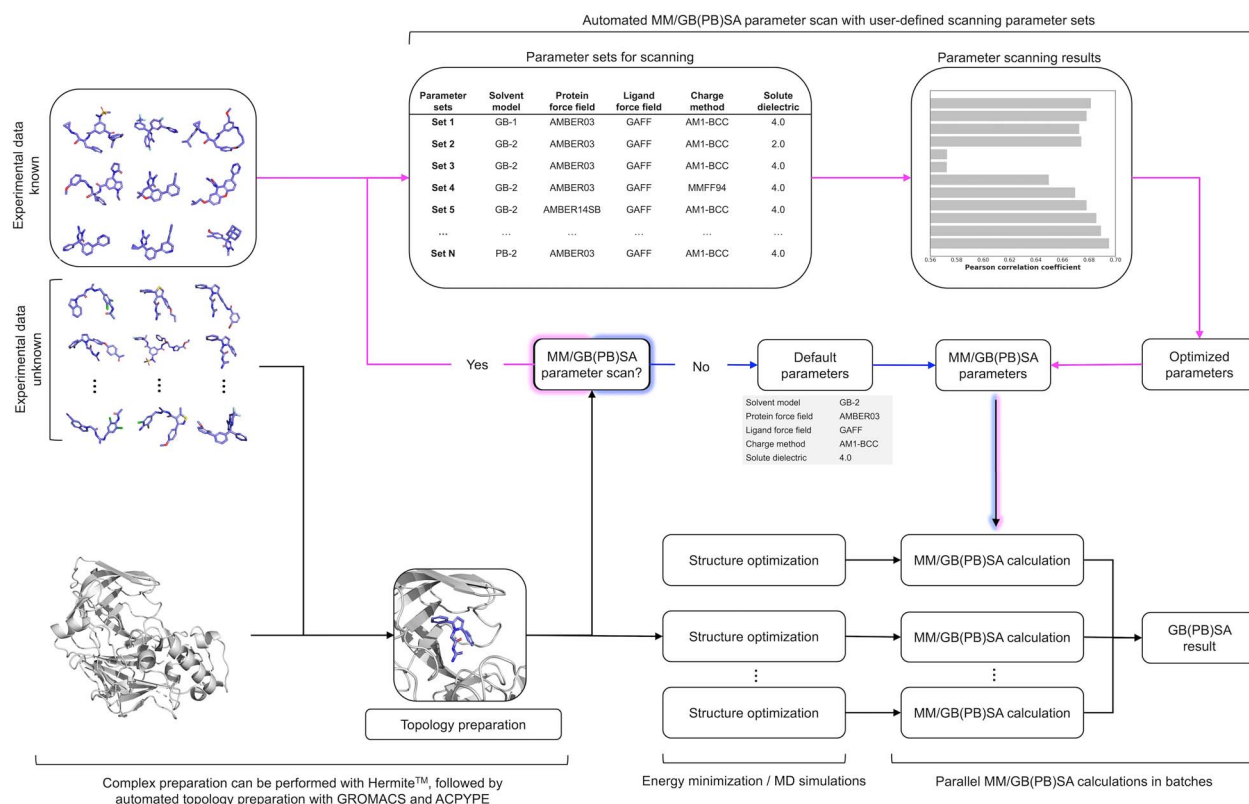 Automated MM/GB(PB)SA parameter scan with user-defined scanning parameter sets
Parameter sets for scanning
Parameter scanning results
Parameter sets Solvent model Protein force field Ligand force field Charge method Solute dielectric
Set 1 GB-1 AMBER03 GAFF AM1-BCC 4.0
Set 2 GB-2 AMBER03 GAFF AM1-BCC 2.0
Set 3 GB-2 AMBER03 GAFF AM1-BCC 4.0
Set 4 GB-2 AMBER03 GAFF MMFF94 4.0
Set 5 GB-2 AMBER14SB GAFF AM1-BCC 4.0
... ... ... ... ... ...
Set N PB-2 AMBER03 GAFF AM1-BCC 4.0
0.56 0.58 0.60 0.62 0.64 0.66 0.68 0.70
Pearson correlation coefficient
Experimental data
known
Experimental data
unknown
Yes
MM/GB(PB)SA
parameter scan?
No
Default
parameters
MM/GB(PB)SA
parameters
Optimized
parameters
Solvent model GB-2
Protein force field AMBER03
Ligand force field GAFF
Charge method AM1-BCC
Solute dielectric 4.0
Structure optimization
MM/GB(PB)SA calculation
Structure optimization
MM/GB(PB)SA calculation
GB(PB)SA
result
Structure optimization
MM/GB(PB)SA calculation
Topology preparation
Complex preparation can be performed with Hermite™, followed by
automated topology preparation with GROMACS and ACPYPE
Energy minimization / MD simulations
Parallel MM/GB(PB)SA calculations in batches